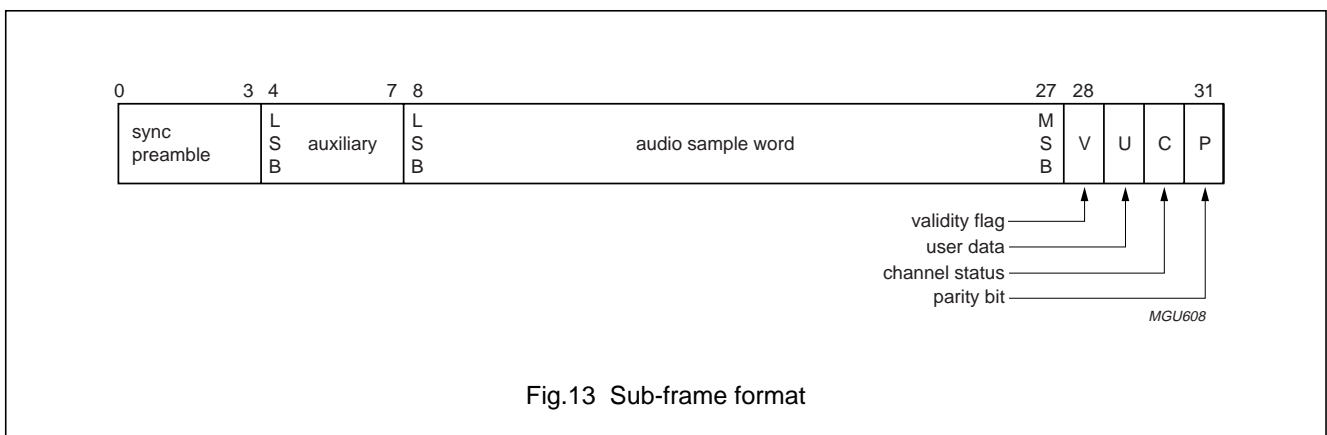 0 3 4 7 8 27 28 31
sync
preamble
L
S
B
auxiliary
L
S
B
audio sample word
M
S
B
V U C P
validity flag
user data
channel status
parity bit
MGU608
Fig.13 Sub-frame format